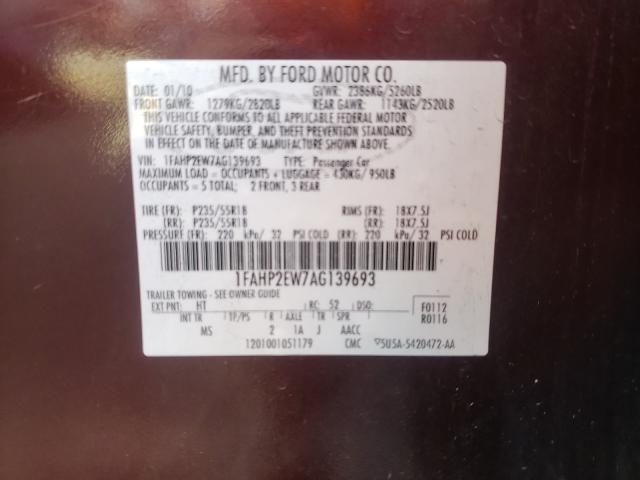 MFD. BY FORD MOTOR CO.
DATE: 01/10 GVWR: 2386KG/5260LB
FRONT GAWR: 1279KG/2820LB REAR GAWR: 1143KG/2520LB
THIS VEHICLE CONFORMS TO ALL APPLICABLE FEDERAL MOTOR
VEHICLE SAFETY, BUMPER, AND THEFT PREVENTION STANDARDS
IN EFFECT ON THE DATE OF MANUFACTURE SHOWN ABOVE.
VIN: 1FAHP2EW7AG139693 TYPE: Passenger Car
MAXIMUM LOAD = OCCUPANTS + LUGGAGE = 430KG/950LB
OCCUPANTS = 5 TOTAL; 2 FRONT, 3 REAR
TIRE (FR): P235/55R18 RIMS (FR): 18X7.5J
(RR): P235/55R18 (RR): 18X7.5J
PRESSURE (FR): 220 kPa/ 32 PSI COLD (RR): 220 kPa/ 32 PSI COLD
1FAHP2EW7AG139693
TRAILER TOWING - SEE OWNER GUIDE
EXT PNT: HT RC: 52 DSO: F0112
INT TR TP/PS R AXLE TR SPR R0116
MS 2 1A J AACC
1201001051179 CMC 5U5A-5420472-AA